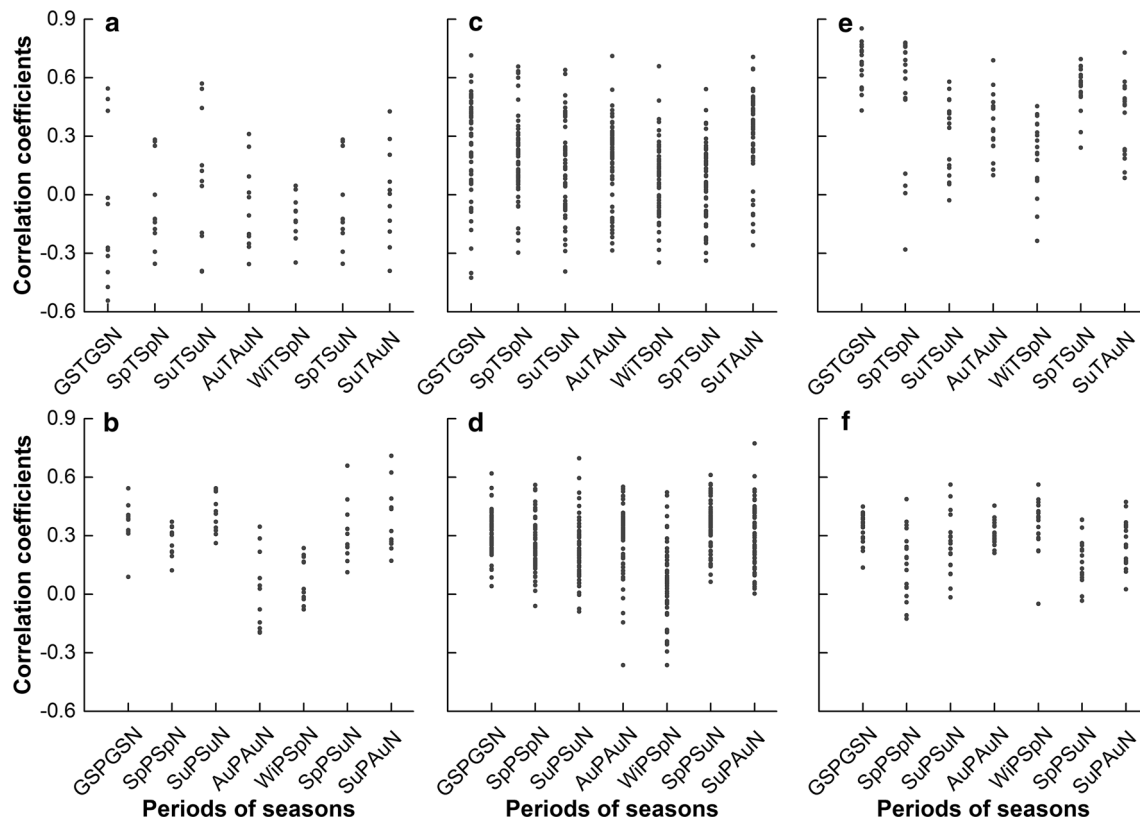 a
c
e
Correlation coefficients
0.9
0.6
0.3
0.0
-0.3
-0.6
GSTGSN
SpTSpN
SuTSuN
AuTAuN
WiTSpN
SpTSuN
SuTAuN
GSTGSN
SpTSpN
SuTSuN
AuTAuN
WiTSpN
SpTSuN
SuTAuN
GSTGSN
SpTSpN
SuTSuN
AuTAuN
WiTSpN
SpTSuN
SuTAuN
b
d
f
Correlation coefficients
0.9
0.6
0.3
0.0
-0.3
-0.6
GSPGSN
SpPSpN
SuPSuN
AuPAuN
WiPSpN
SpPSuN
SuPAuN
GSPGSN
SpPSpN
SuPSuN
AuPAuN
WiPSpN
SpPSuN
SuPAuN
GSPGSN
SpPSpN
SuPSuN
AuPAuN
WiPSpN
SpPSuN
SuPAuN
Periods of seasons
Periods of seasons
Periods of seasons